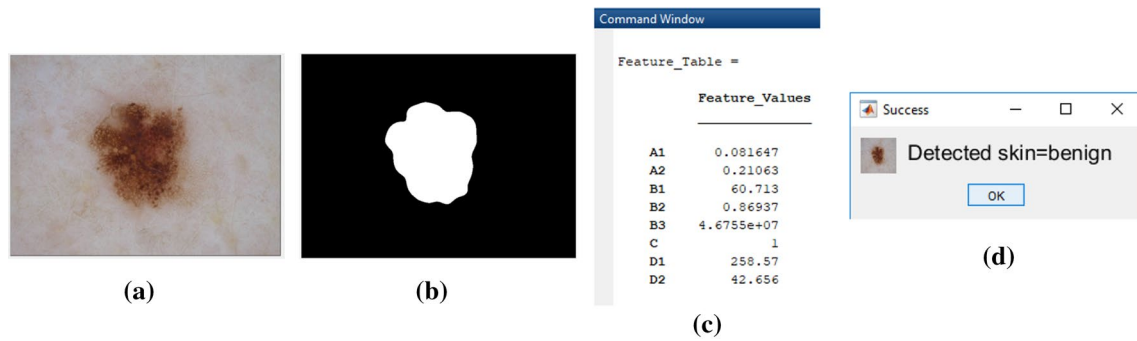 Command Window
Feature_Table =
Feature_Values
A1 0.081647
A2 0.21063
B1 60.713
B2 0.86937
B3 4.6755e+07
C 1
D1 258.57
D2 42.656
Success
Detected skin=benign
OK
(a)
(b)
(c)
(d)